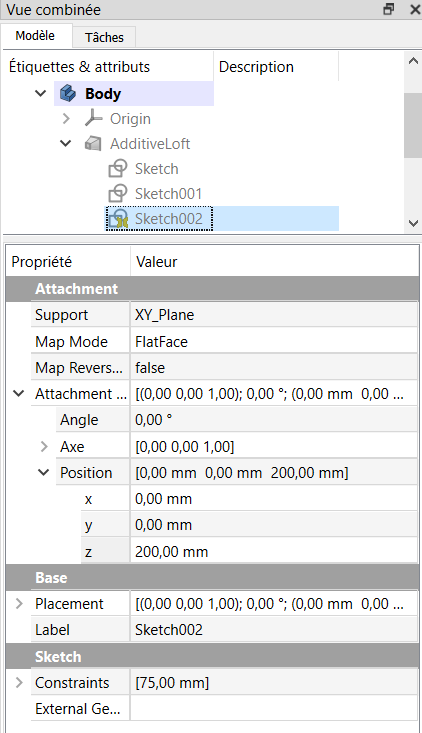 Vue combinée
Modèle Tâches
Étiquettes & attributs Description
Body
Origin
AdditiveLoft
Sketch
Sketch001
Sketch002
Propriété Valeur
Attachment
Support XY_Plane
Map Mode FlatFace
Map Revers... false
Attachment ... [(0,00 0,00 1,00); 0,00 °; (0,00 mm 0,00 ...
Angle 0,00 °
Axe [0,00 0,00 1,00]
Position [0,00 mm 0,00 mm 200,00 mm]
x 0,00 mm
y 0,00 mm
z 200,00 mm
Base
Placement [(0,00 0,00 1,00); 0,00 °; (0,00 mm 0,00 ...
Label Sketch002
Sketch
Constraints [75,00 mm]
External Ge...